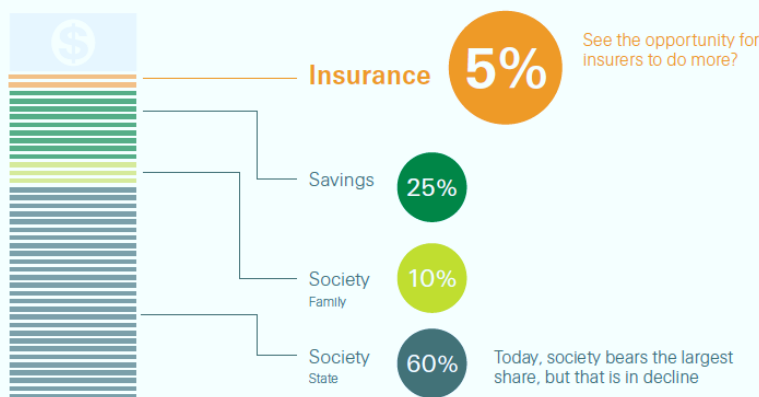 $
Insurance
5%
See the opportunity for
insurers to do more?
Savings
25%
Society
Family
10%
Society
State
60%
Today, society bears the largest
share, but that is in decline